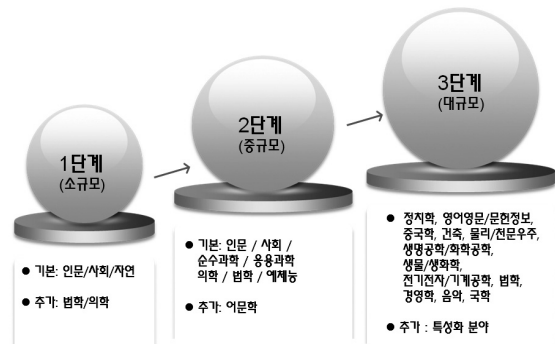 1단계
(소규모)
● 기본: 인문/사회/자연
● 추가: 법학/의학
2단계
(중규모)
● 기본: 인문 / 사회 /
순수과학 / 응용과학
의학 / 법학 / 예체능
● 추가: 어문학
3단계
(대규모)
● 정치학, 영어영문/문헌정보,
중국학, 건축, 물리/천문우주,
생명공학/화학공학,
생물/생화학,
전기전자/기계공학, 법학,
경영학, 음악, 국학
● 추가 : 특성화 분야